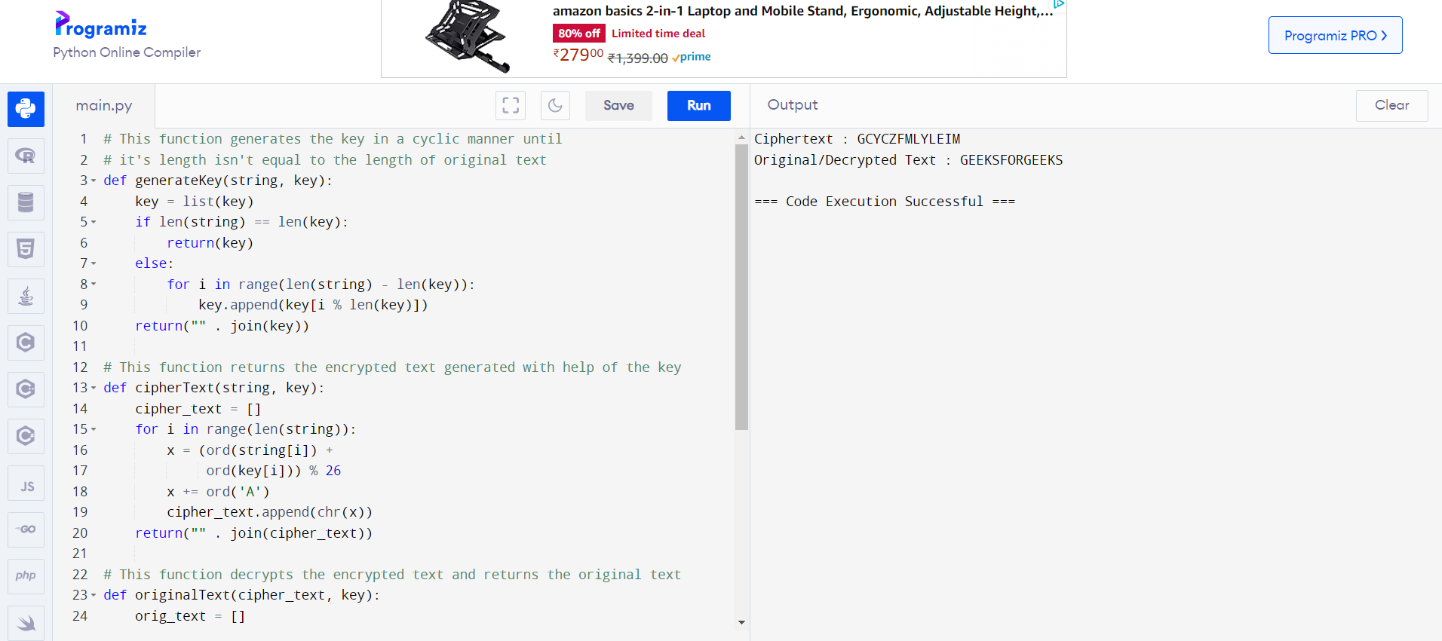 Programiz
Python Online Compiler
amazon basics 2-in-1 Laptop and Mobile Stand, Ergonomic, Adjustable Height,...
80% off Limited time deal
₹27900 ₹1,399.00 prime
Programiz PRO
main.py
Save
Run
Output
Clear
1 # This function generates the key in a cyclic manner until
2 # it's length isn't equal to the length of original text
3 def generateKey(string, key):
4 key = list(key)
5 if len(string) == len(key):
6 return(key)
7 else:
8 for i in range(len(string) - len(key)):
9 key.append(key[i % len(key)])
10 return("" . join(key))
11
12 # This function returns the encrypted text generated with help of the key
13 def cipherText(string, key):
14 cipher_text = []
15 for i in range(len(string)):
16 x = (ord(string[i]) +
17 ord(key[i])) % 26
18 x += ord('A')
19 cipher_text.append(chr(x))
20 return("" . join(cipher_text))
21
22 # This function decrypts the encrypted text and returns the original text
23 def originalText(cipher_text, key):
24 orig_text = []
Ciphertext : GCYCZFMLYLEIM
Original/Decrypted Text : GEEKSFORGEEKS
=== Code Execution Successful ===
R
5
C
C
C
JS
GO
php